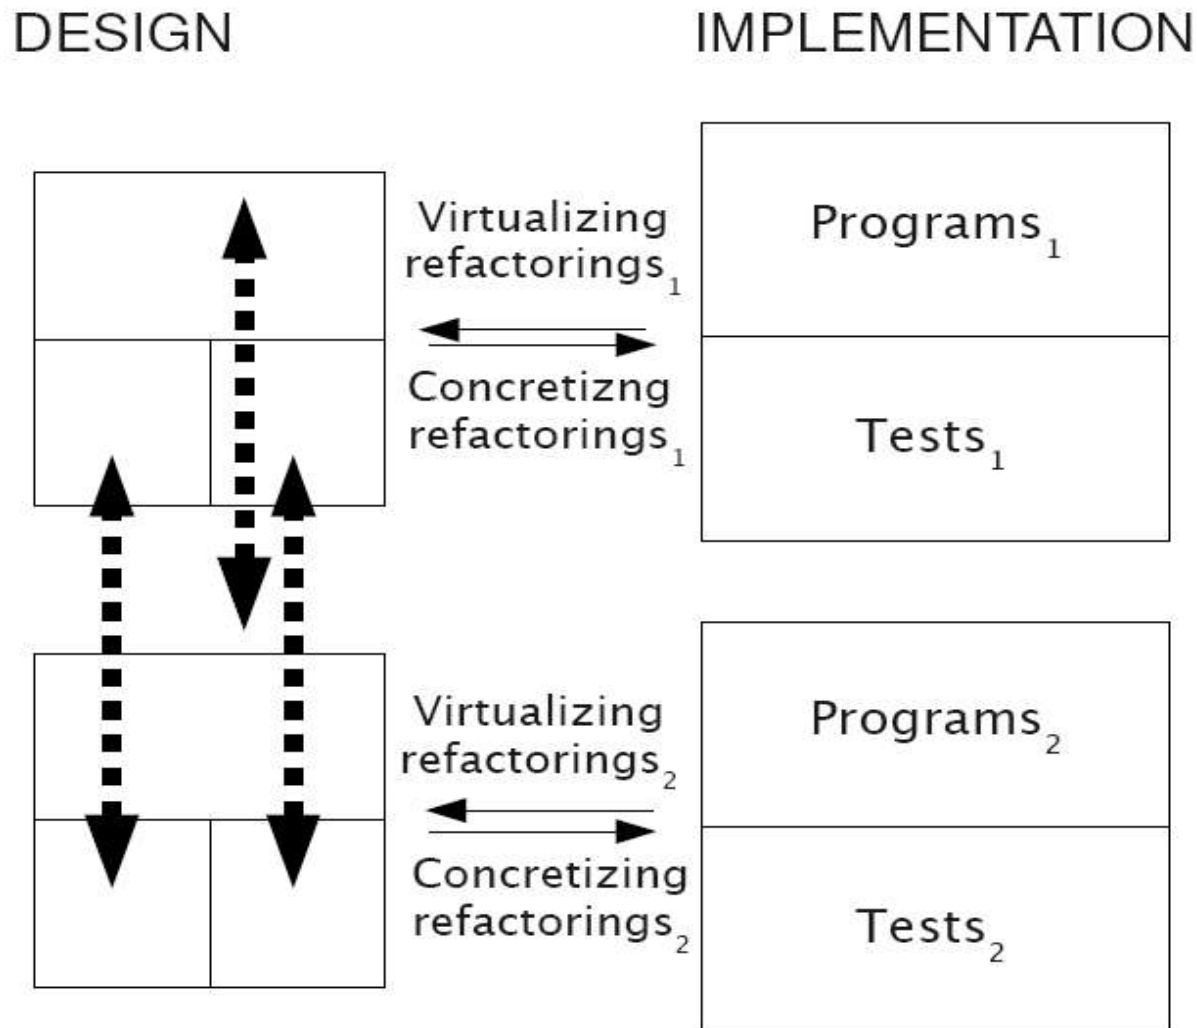 DESIGN
IMPLEMENTATION
Virtualizing
refactorings₁
Concretizng
refactorings₁
Programs₁
Tests₁
Virtualizing
refactorings₂
Concretizing
refactorings₂
Programs₂
Tests₂